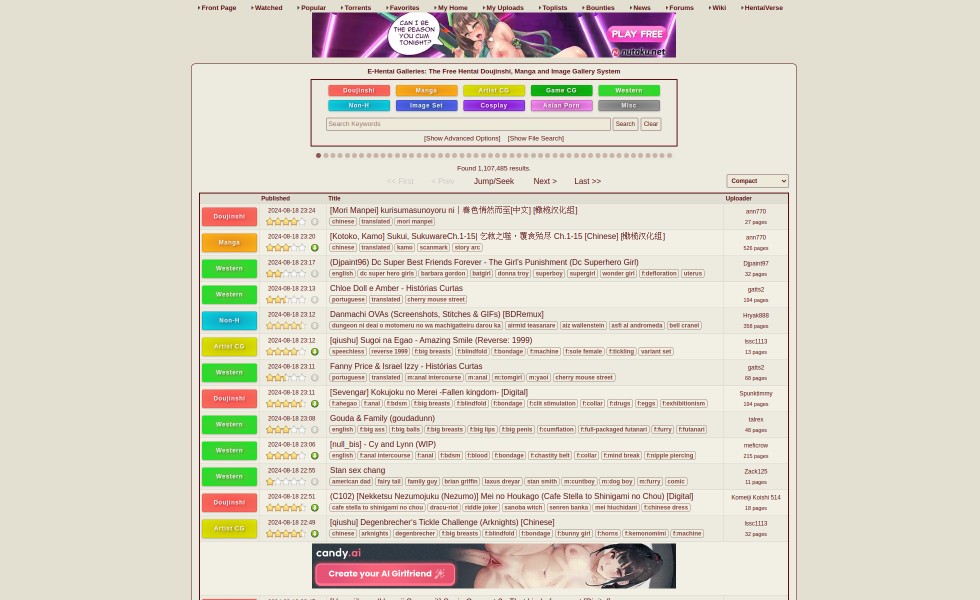 Front Page Watched Popular Torrents Favorites My Home My Uploads Toplists Bounties News Forums Wiki HentaiVerse
CAN I BE
THE REASON
YOU CUM
TONIGHT?
PLAY FREE
nutaku.net
E-Hentai Galleries: The Free Hentai Doujinshi, Manga and Image Gallery System
Doujinshi Manga Artist CG Game CG Western
Non-H Image Set Cosplay Asian Porn Misc
Search Keywords Search Clear
[Show Advanced Options] [Show File Search]
Found 1,107,485 results.
<< First < Prev Jump/Seek Next > Last >> Compact
Published Title Uploader
Doujinshi 2024-08-18 23:24 [Mori Manpei] kurisumasunoyoru ni | 春色悄然而至[中文] [橄榄汉化组] ann770
chinese translated mori manpei 27 pages
Manga 2024-08-18 23:20 [Kotoko, Kamo] Sukui, SukuwareCh.1-15| Ch.1-15 [Chinese] [橄榄汉化组] ann770
chinese translated kamo scanmark story arc 526 pages
Western 2024-08-18 23:17 (Djpaint96) Dc Super Best Friends Forever - The Girl's Punishment (Dc Superhero Girl) Djpaint97
english dc super hero girls barbara gordon batgirl donna troy superboy supergirl wonder girl f:defloration uterus 32 pages
Western 2024-08-18 23:13 Chloe Doll e Amber - Histórias Curtas gatts2
portuguese translated cherry mouse street 194 pages
Non-H 2024-08-18 23:12 Danmachi OVAs (Screenshots, Stitches & GIFs) [BDRemux] Hryak888
dungeon ni deai o motomeru no wa machigatteiru darou ka airmid teasanare aiz wallenstein asfi al andromeda bell cranel 358 pages
Artist CG 2024-08-18 23:12 [qiushu] Sugoi na Egao - Amazing Smile (Reverse: 1999) lssc1113
speechless reverse 1999 f:big breasts f:blindfold f:bondage f:machine f:sole female f:tickling variant set 13 pages
Western 2024-08-18 23:11 Fanny Price & Israel Izzy - Histórias Curtas gatts2
portuguese translated m:anal intercourse m:anal m:tomgirl m:yaoi cherry mouse street 68 pages
Doujinshi 2024-08-18 23:11 [Sevengar] Kokujoku no Merei -Fallen kingdom- [Digital] Spunktimmy
f:ahegao f:anal f:bdsm f:big breasts f:blindfold f:bondage f:clit stimulation f:collar f:drugs f:eggs f:exhibitionism 194 pages
Western 2024-08-18 23:08 Gouda & Family (goudadunn) talrex
english f:big ass f:big balls f:big breasts f:big lips f:big penis f:cumflation f:full-packaged futanari f:furry f:futanari 48 pages
Western 2024-08-18 23:06 [null_bis] - Cy and Lynn (WIP) meficrow
english f:anal intercourse f:anal f:bdsm f:blood f:bondage f:chastity belt f:collar f:mind break f:nipple piercing 215 pages
Western 2024-08-18 22:55 Stan sex chang Zack125
american dad fairy tail family guy brian griffin laxus dreyar stan smith m:cuntboy m:dog boy m:furry comic 11 pages
Doujinshi 2024-08-18 22:51 (C102) [Nekketsu Nezumojuku (Nezumo)] Mei no Houkago (Cafe Stella to Shinigami no Chou) [Digital] Komeiji Koishi 514
cafe stella to shinigami no chou dracu-riot riddle joker sanoba witch senren banka mei hiuchidani f:chinese dress 18 pages
Artist CG 2024-08-18 22:49 [qiushu] Degenbrecher's Tickle Challenge (Arknights) [Chinese] lssc1113
chinese arknights degenbrecher f:big breasts f:blindfold f:bondage f:bunny girl f:horns f:kemonomimi f:machine 32 pages
candy.ai
Create your AI Girlfriend